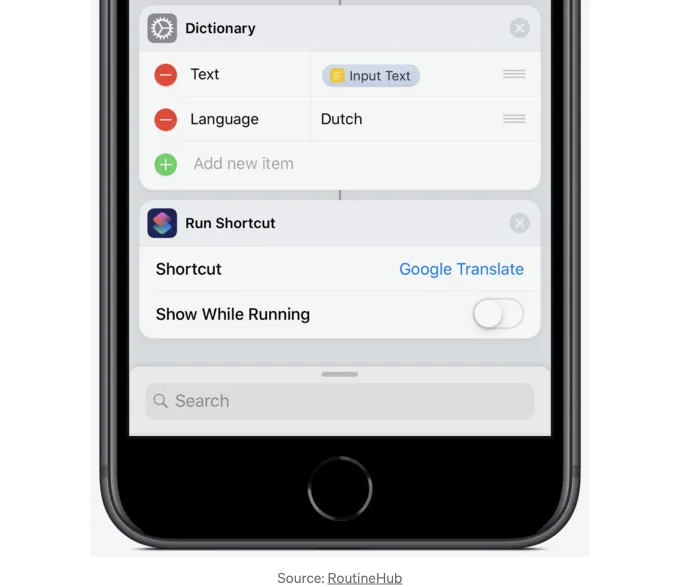 Dictionary
Text Input Text
Language Dutch
Add new item
Run Shortcut
Shortcut Google Translate
Show While Running
Search
Source: RoutineHub